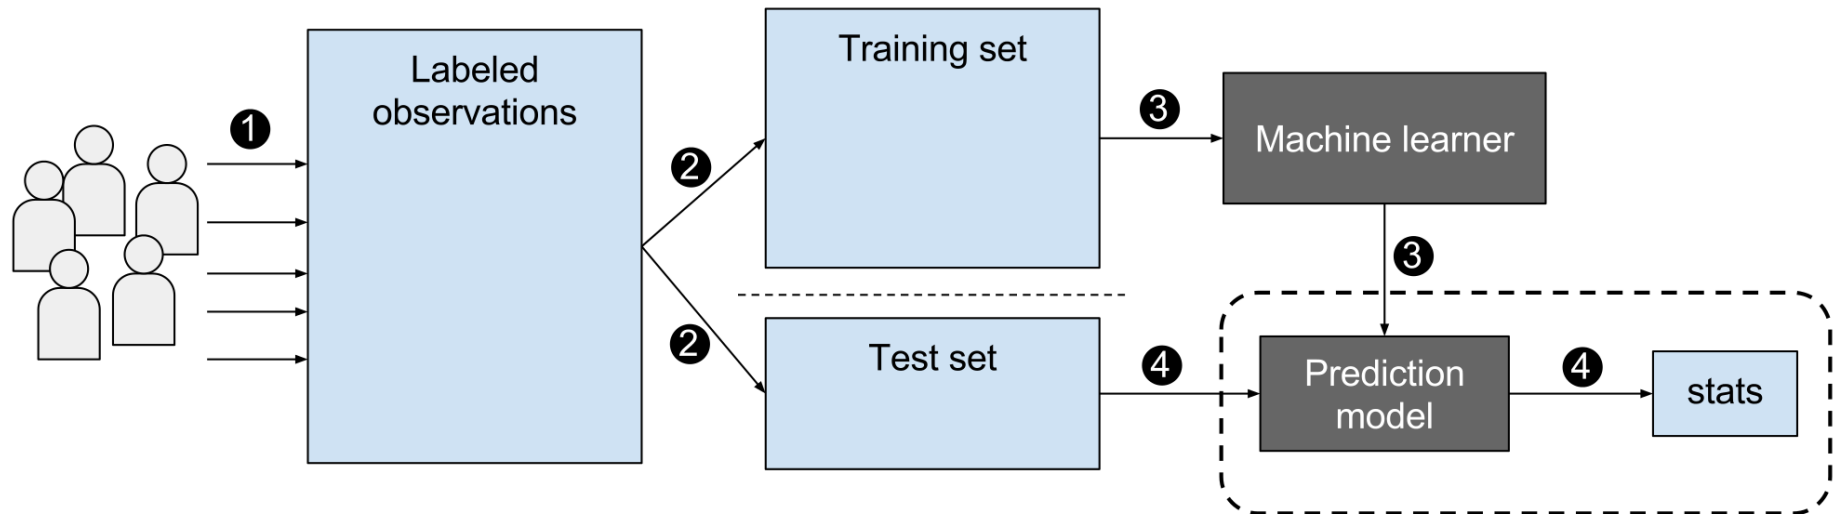 1
Labeled
observations
2
2
Training set
Test set
3
Machine learner
3
4
Prediction
model
4
stats